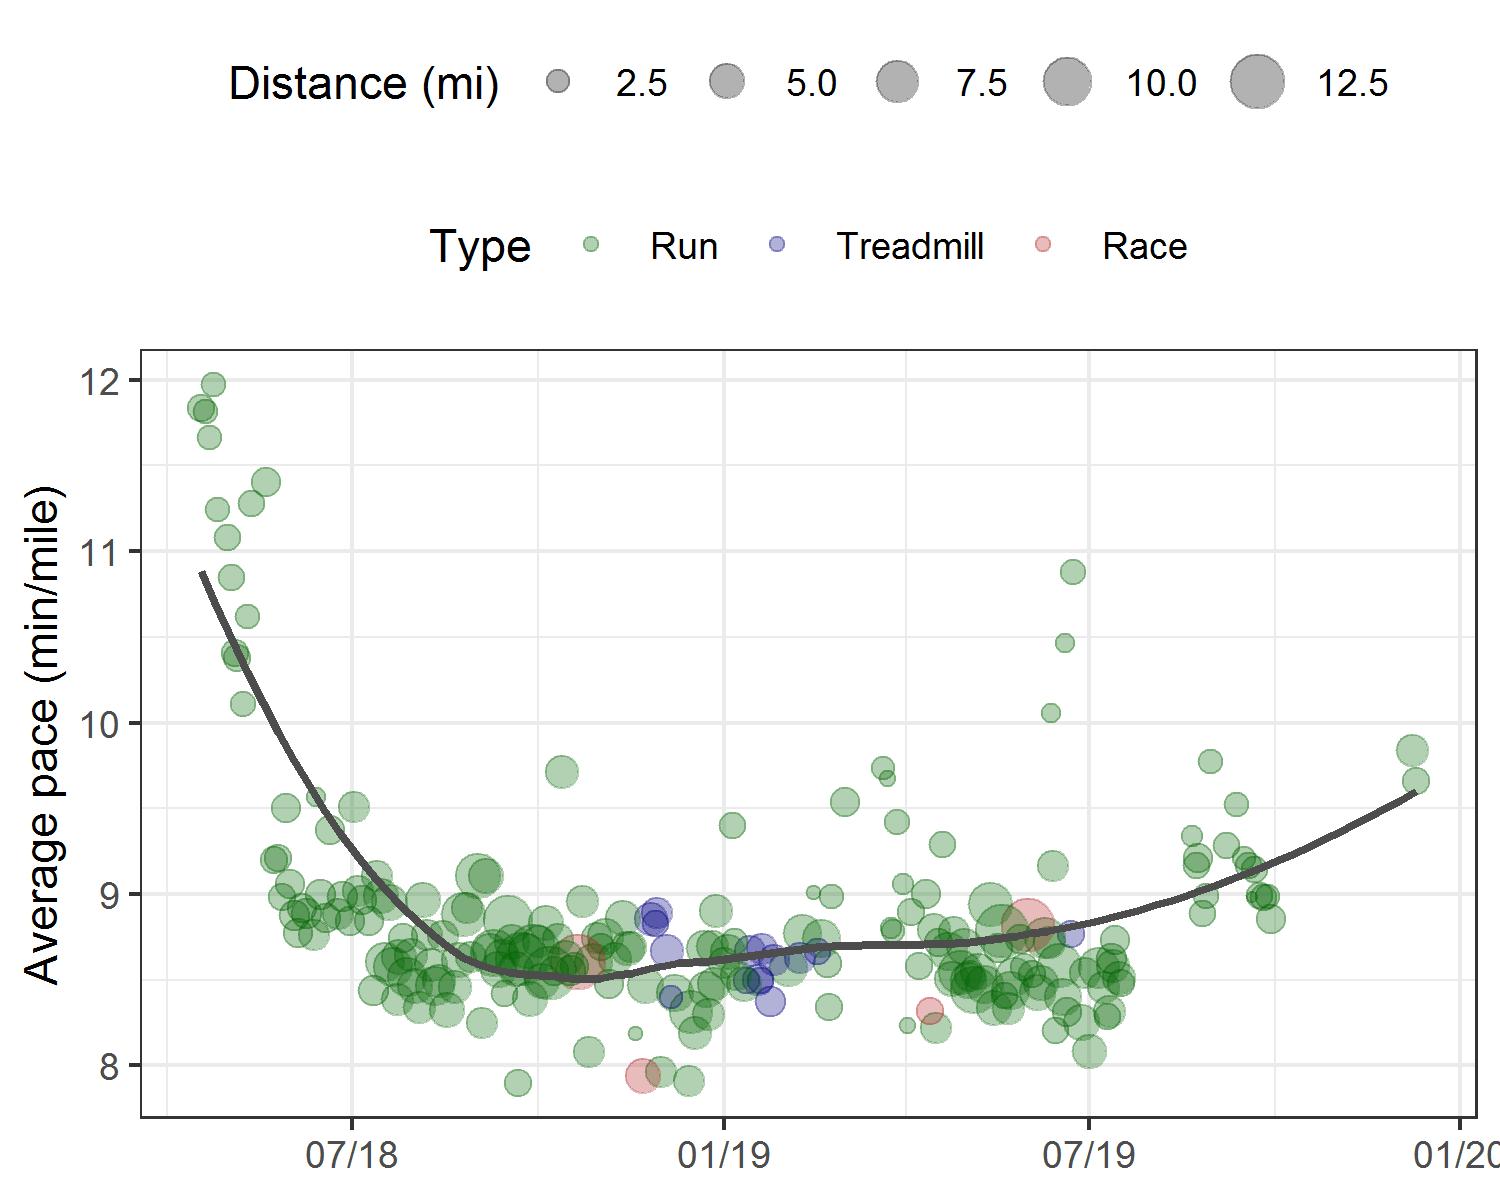 Distance (mi) 2.5 5.0 7.5 10.0 12.5
Type Run Treadmill Race
Average pace (min/mile)
12
11
10
9
8
07/18 01/19 07/19 01/20